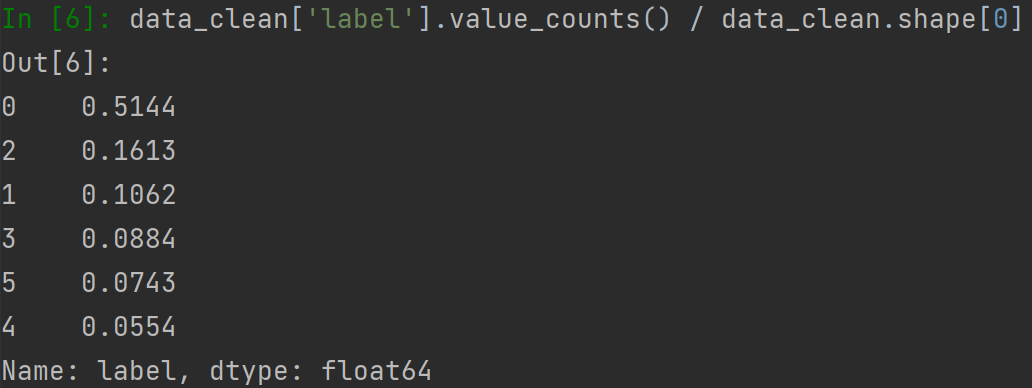 In [6]: data_clean['label'].value_counts() / data_clean.shape[0]
Out[6]:
0    0.5144
2    0.1613
1    0.1062
3    0.0884
5    0.0743
4    0.0554
Name: label, dtype: float64